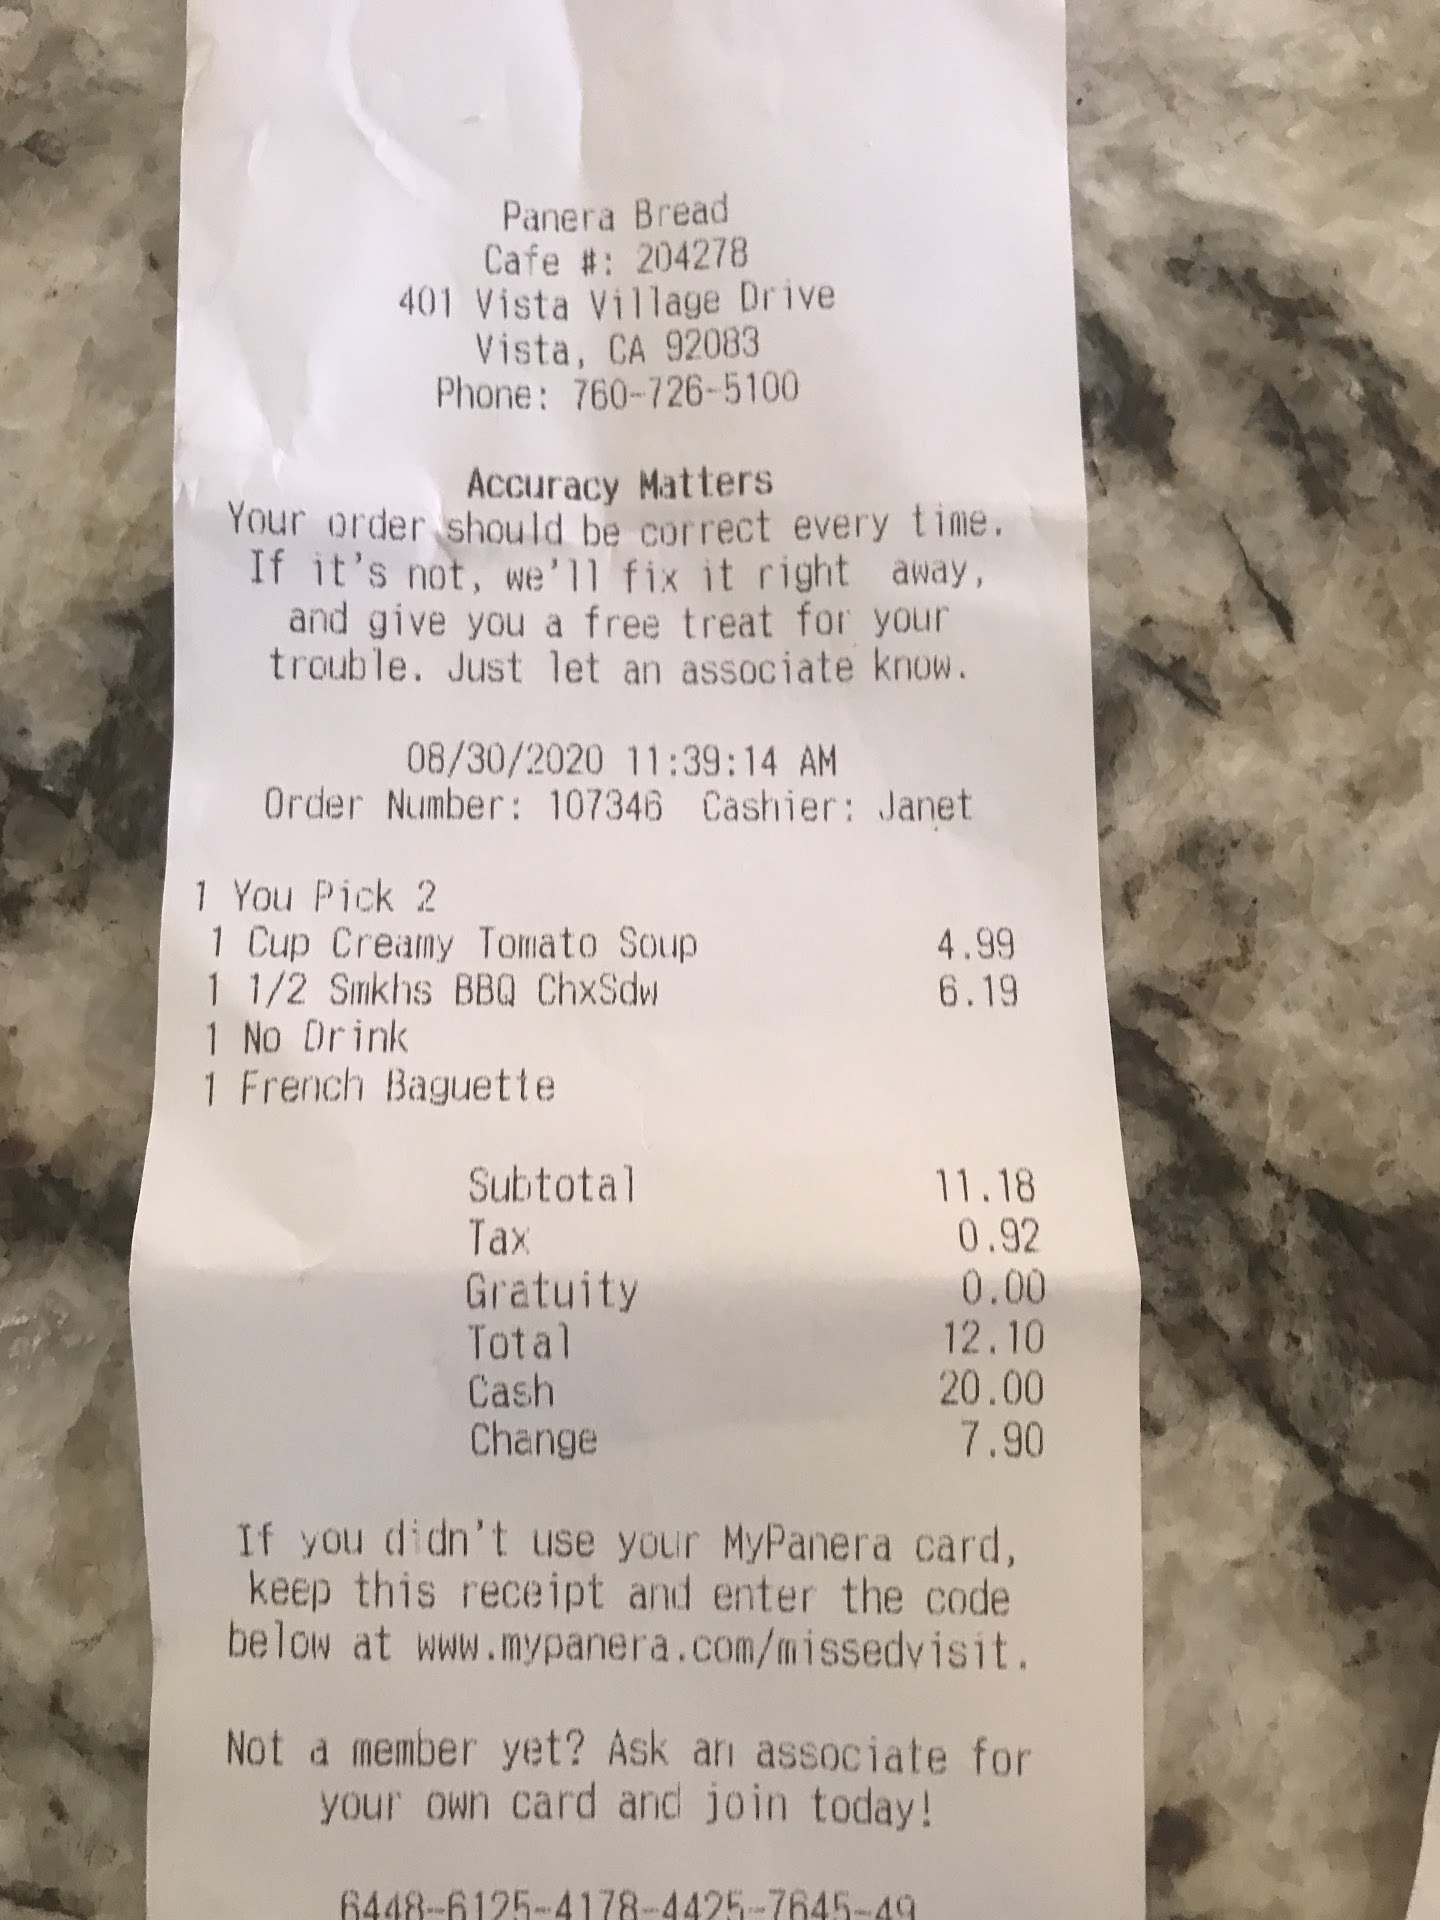 Panera Bread
Cafe #: 204278
401 Vista Village Drive
Vista, CA 92083
Phone: 760-726-5100
Accuracy Matters
Your order should be correct every time.
If it's not, we'll fix it right away,
and give you a free treat for your
trouble. Just let an associate know.
08/30/2020 11:39:14 AM
Order Number: 107346 Cashier: Janet
1 You Pick 2
1 Cup Creamy Tomato Soup 4.99
1 1/2 Smkhs BBQ ChxSdw 6.19
1 No Drink
1 French Baguette
Subtotal 11.18
Tax 0.92
Gratuity 0.00
Total 12.10
Cash 20.00
Change 7.90
If you didn't use your MyPanera card,
keep this receipt and enter the code
below at www.mypanera.com/missedvisit.
Not a member yet? Ask an associate for
your own card and join today!
6448-6125-4178-4425-7645-49